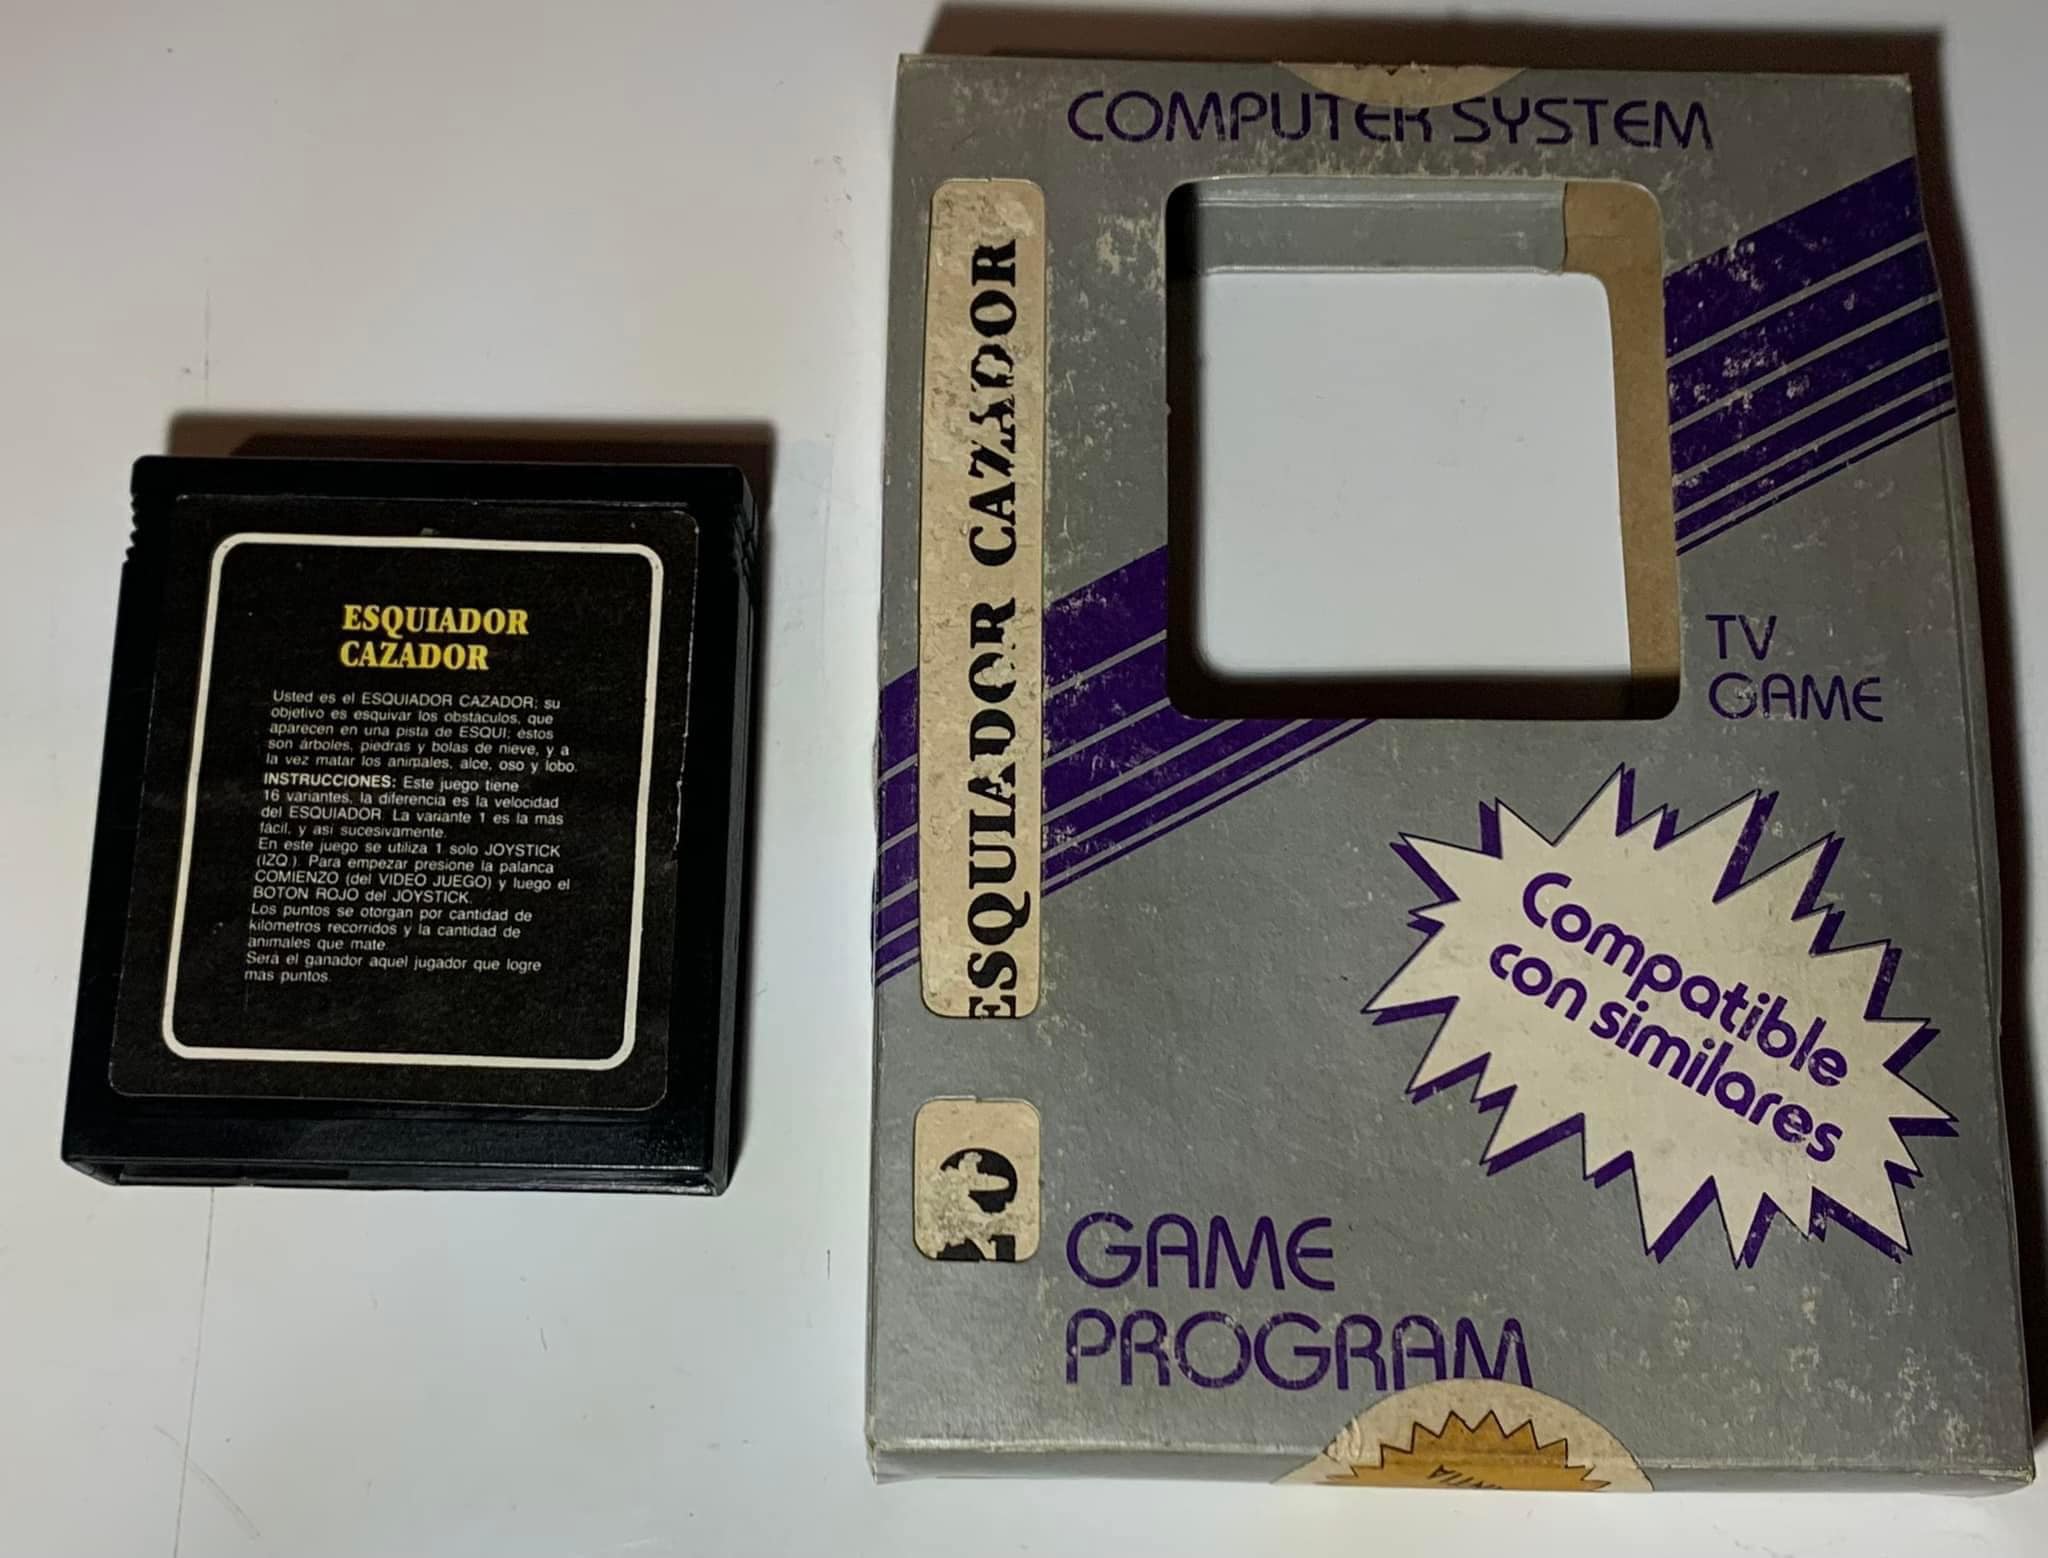 ESQUIADOR
CAZADOR
Usted es el ESQUIADOR CAZADOR; su
objetivo es esquivar los obstáculos, que
aparecen en una pista de ESQUI; éstos
son árboles, piedras y bolas de nieve, y a
la vez matar los animales, alce, oso y lobo.
INSTRUCCIONES: Este juego tiene
16 variantes, la diferencia es la velocidad
del ESQUIADOR. La variante 1 es la más
fácil, y asi sucesivamente.
En este juego se utiliza 1 solo JOYSTICK
(IZQ.). Para empezar presione la palanca
COMIENZO (del VIDEO JUEGO) y luego el
BOTON ROJO del JOYSTICK.
Los puntos se otorgan por cantidad de
kilometros recorridos y la cantidad de
animales que mate.
Será el ganador aquel jugador que logre
mas puntos.
COMPUTER SYSTEM
ESQUIADOR CAZADOR
TV
GAME
Compatible
con similares
GAME
PROGRAM